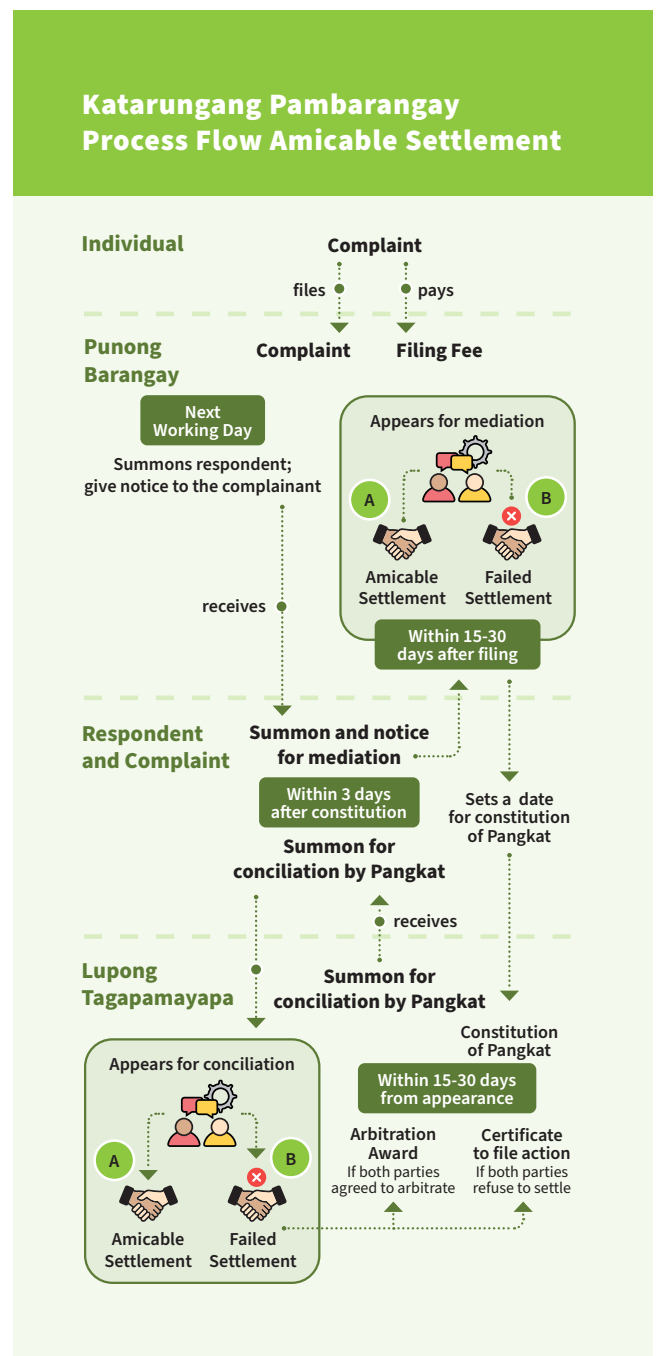 Katarungang Pambarangay
Process Flow Amicable Settlement
Individual
Complaint
files
pays
Punong
Barangay
Complaint
Filing Fee
Next
Working Day
Summons respondent;
give notice to the complainant
receives
Appears for mediation
A
B
Amicable
Settlement
Failed
Settlement
Within 15-30
days after filing
Respondent
and Complaint
Summon and notice
for mediation
Within 3 days
after constitution
Summon for
conciliation by Pangkat
Sets a date
for constitution
of Pangkat
receives
Lupong
Tagapamayapa
Summon for
conciliation by Pangkat
Constitution
of Pangkat
Appears for conciliation
A
B
Amicable
Settlement
Failed
Settlement
Within 15-30 days
from appearance
Arbitration
Award
If both parties
agreed to arbitrate
Certificate
to file action
If both parties
refuse to settle